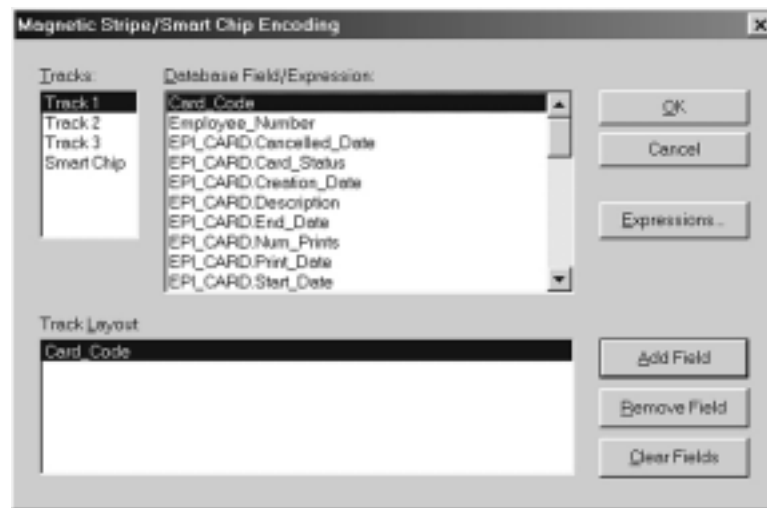 Magnetic Stripe/Smart Chip Encoding
Tracks:
Track 1
Track 2
Track 3
Smart Chip
Database Field/Expression:
Card_Code
Employee_Number
EPI_CARD.Cancelled_Date
EPI_CARD.Card_Status
EPI_CARD.Creation_Date
EPI_CARD.Description
EPI_CARD.End_Date
EPI_CARD.Num_Prints
EPI_CARD.Print_Date
EPI_CARD.Start_Date
OK
Cancel
Expressions...
Track Layout
Card_Code
Add Field
Remove Field
Clear Fields